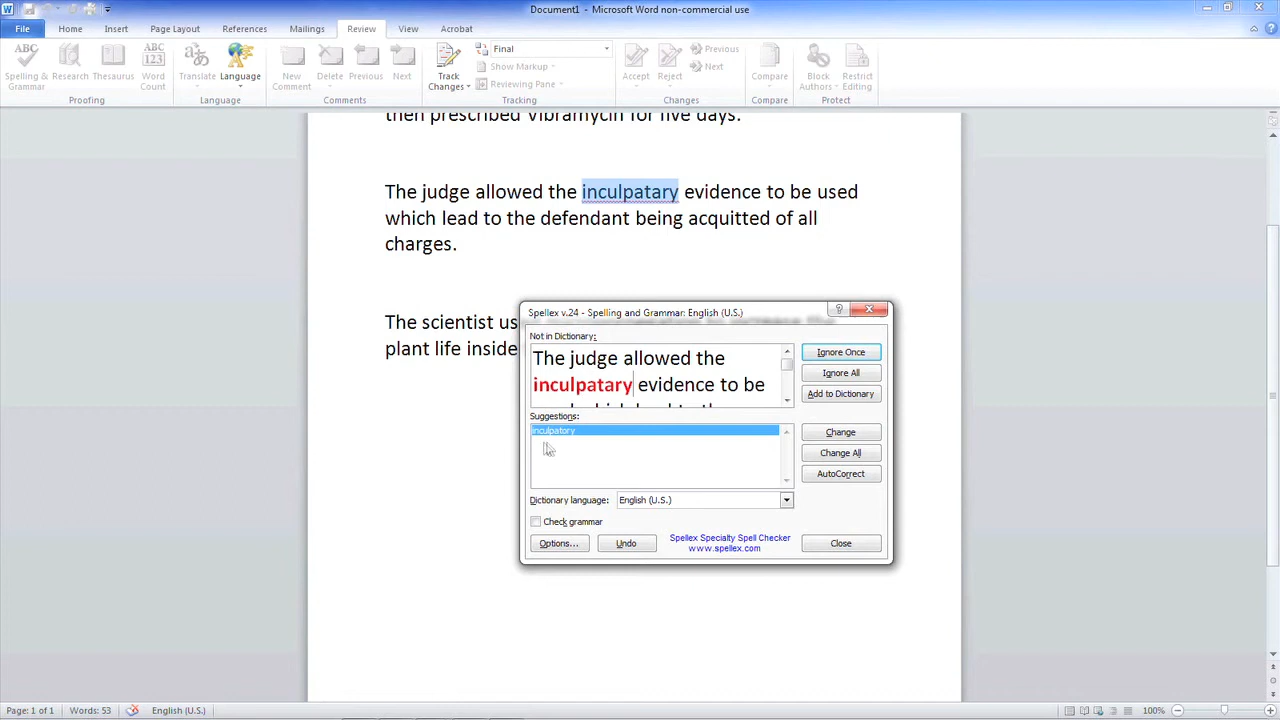 Document1 - Microsoft Word non-commercial use
File Home Insert Page Layout References Mailings Review View Acrobat
Spelling & Grammar
Research
Thesaurus
Word Count
Translate
Language
New Comment
Delete
Previous
Next
Track Changes
Final
Show Markup
Reviewing Pane
Accept
Reject
Previous
Next
Compare
Block Authors
Restrict Editing
Proofing Language Comments Tracking Changes Compare Protect
then prescribed Vibramycin for five days.
The judge allowed the inculpatary evidence to be used
which lead to the defendant being acquitted of all
charges.
The scientist us
plant life inside
Spellex v.24 - Spelling and Grammar: English (U.S.)
Not in Dictionary:
The judge allowed the
inculpatary evidence to be
Ignore Once
Ignore All
Add to Dictionary
Suggestions:
inculpatory
Change
Change All
AutoCorrect
Dictionary language: English (U.S.)
Check grammar
Options... Undo
Spellex Specialty Spell Checker
www.spellex.com
Close
Page: 1 of 1 Words: 53 English (U.S.) 100%